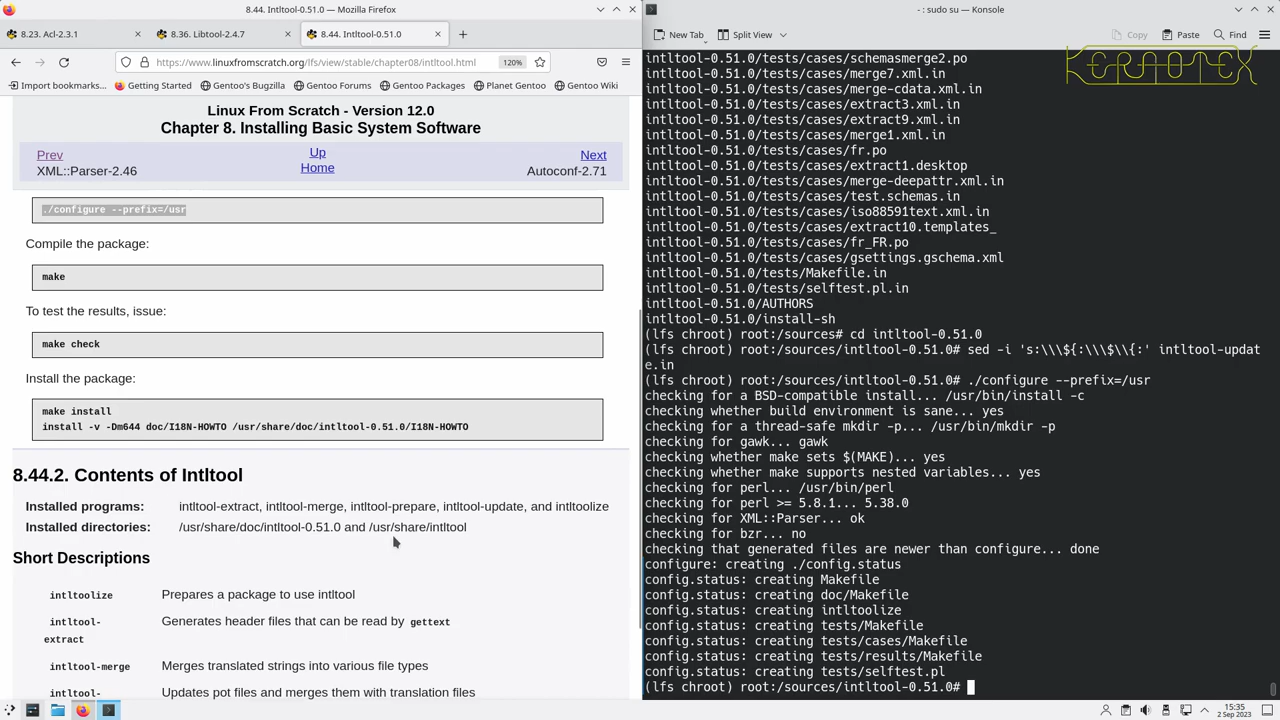 8.44. Intltool-0.51.0 — Mozilla Firefox
8.23. Acl-2.3.1
8.36. Libtool-2.4.7
8.44. Intltool-0.51.0
https://www.linuxfromscratch.org/lfs/view/stable/chapter08/intltool.html
120%
Import bookmarks...
Getting Started
Gentoo's Bugzilla
Gentoo Forums
Gentoo Packages
Planet Gentoo
Gentoo Wiki
Linux From Scratch - Version 12.0
Chapter 8. Installing Basic System Software
Prev
Up
Next
XML::Parser-2.46
Home
Autoconf-2.71
./configure --prefix=/usr
Compile the package:
make
To test the results, issue:
make check
Install the package:
make install
install -v -Dm644 doc/I18N-HOWTO /usr/share/doc/intltool-0.51.0/I18N-HOWTO
8.44.2. Contents of Intltool
Installed programs: intltool-extract, intltool-merge, intltool-prepare, intltool-update, and intltoolize
Installed directories: /usr/share/doc/intltool-0.51.0 and /usr/share/intltool
Short Descriptions
intltoolize Prepares a package to use intltool
intltool-extract Generates header files that can be read by gettext
intltool-merge Merges translated strings into various file types
intltool- Updates pot files and merges them with translation files
- : sudo su — Konsole
New Tab
Split View
Copy
Paste
Find
KERNOTEX
intltool-0.51.0/tests/cases/schemasmerge2.po
intltool-0.51.0/tests/cases/merge7.xml.in
intltool-0.51.0/tests/cases/merge-cdata.xml.in
intltool-0.51.0/tests/cases/extract3.xml.in
intltool-0.51.0/tests/cases/extract9.xml.in
intltool-0.51.0/tests/cases/merge1.xml.in
intltool-0.51.0/tests/cases/fr.po
intltool-0.51.0/tests/cases/extract1.desktop
intltool-0.51.0/tests/cases/merge-deepattr.xml.in
intltool-0.51.0/tests/cases/test.schemas.in
intltool-0.51.0/tests/cases/iso88591text.xml.in
intltool-0.51.0/tests/cases/extract10.templates_
intltool-0.51.0/tests/cases/fr_FR.po
intltool-0.51.0/tests/cases/gsettings.gschema.xml
intltool-0.51.0/tests/Makefile.in
intltool-0.51.0/tests/selftest.pl.in
intltool-0.51.0/AUTHORS
intltool-0.51.0/install-sh
(lfs chroot) root:/sources# cd intltool-0.51.0
(lfs chroot) root:/sources/intltool-0.51.0# sed -i 's:\\\${:\\\$\\{:' intltool-updat
e.in
(lfs chroot) root:/sources/intltool-0.51.0# ./configure --prefix=/usr
checking for a BSD-compatible install... /usr/bin/install -c
checking whether build environment is sane... yes
checking for a thread-safe mkdir -p... /usr/bin/mkdir -p
checking for gawk... gawk
checking whether make sets $(MAKE)... yes
checking whether make supports nested variables... yes
checking for perl... /usr/bin/perl
checking for perl >= 5.8.1... 5.38.0
checking for XML::Parser... ok
checking for bzr... no
checking that generated files are newer than configure... done
configure: creating ./config.status
config.status: creating Makefile
config.status: creating doc/Makefile
config.status: creating intltoolize
config.status: creating tests/Makefile
config.status: creating tests/cases/Makefile
config.status: creating tests/results/Makefile
config.status: creating tests/selftest.pl
(lfs chroot) root:/sources/intltool-0.51.0#
15:35
2 Sep 2023